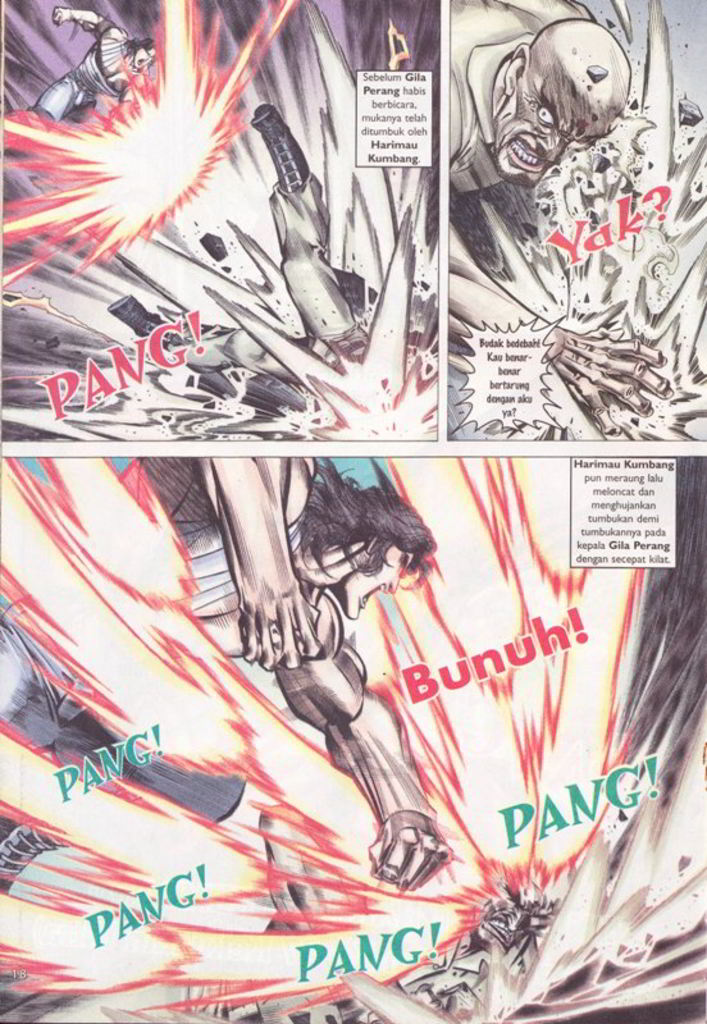 Sebelum Gila
Perang habis
berbicara,
mukanya telah
ditumbuk oleh
Harimau
Kumbang.
PANG!
Yak?
Budak bedebah!
Kau benar-
benar
bertarung
dengan aku
ya?
Harimau Kumbang
pun meraung lalu
meloncat dan
menghujankan
tumbukan demi
tumbukannya pada
kepala Gila Perang
dengan secepat kilat.
Bunuh!
PANG!
PANG!
PANG!
PANG!
18